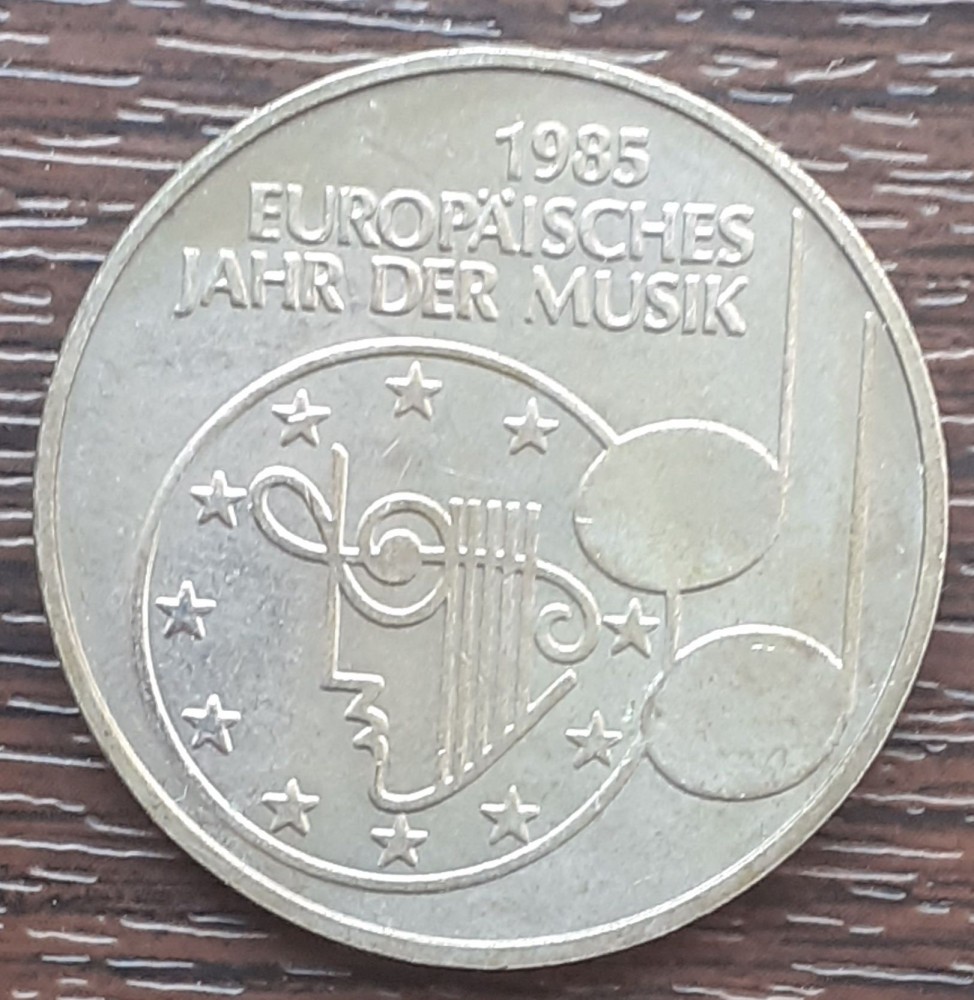 1985
EUROPÄISCHES
JAHR DER MUSIK